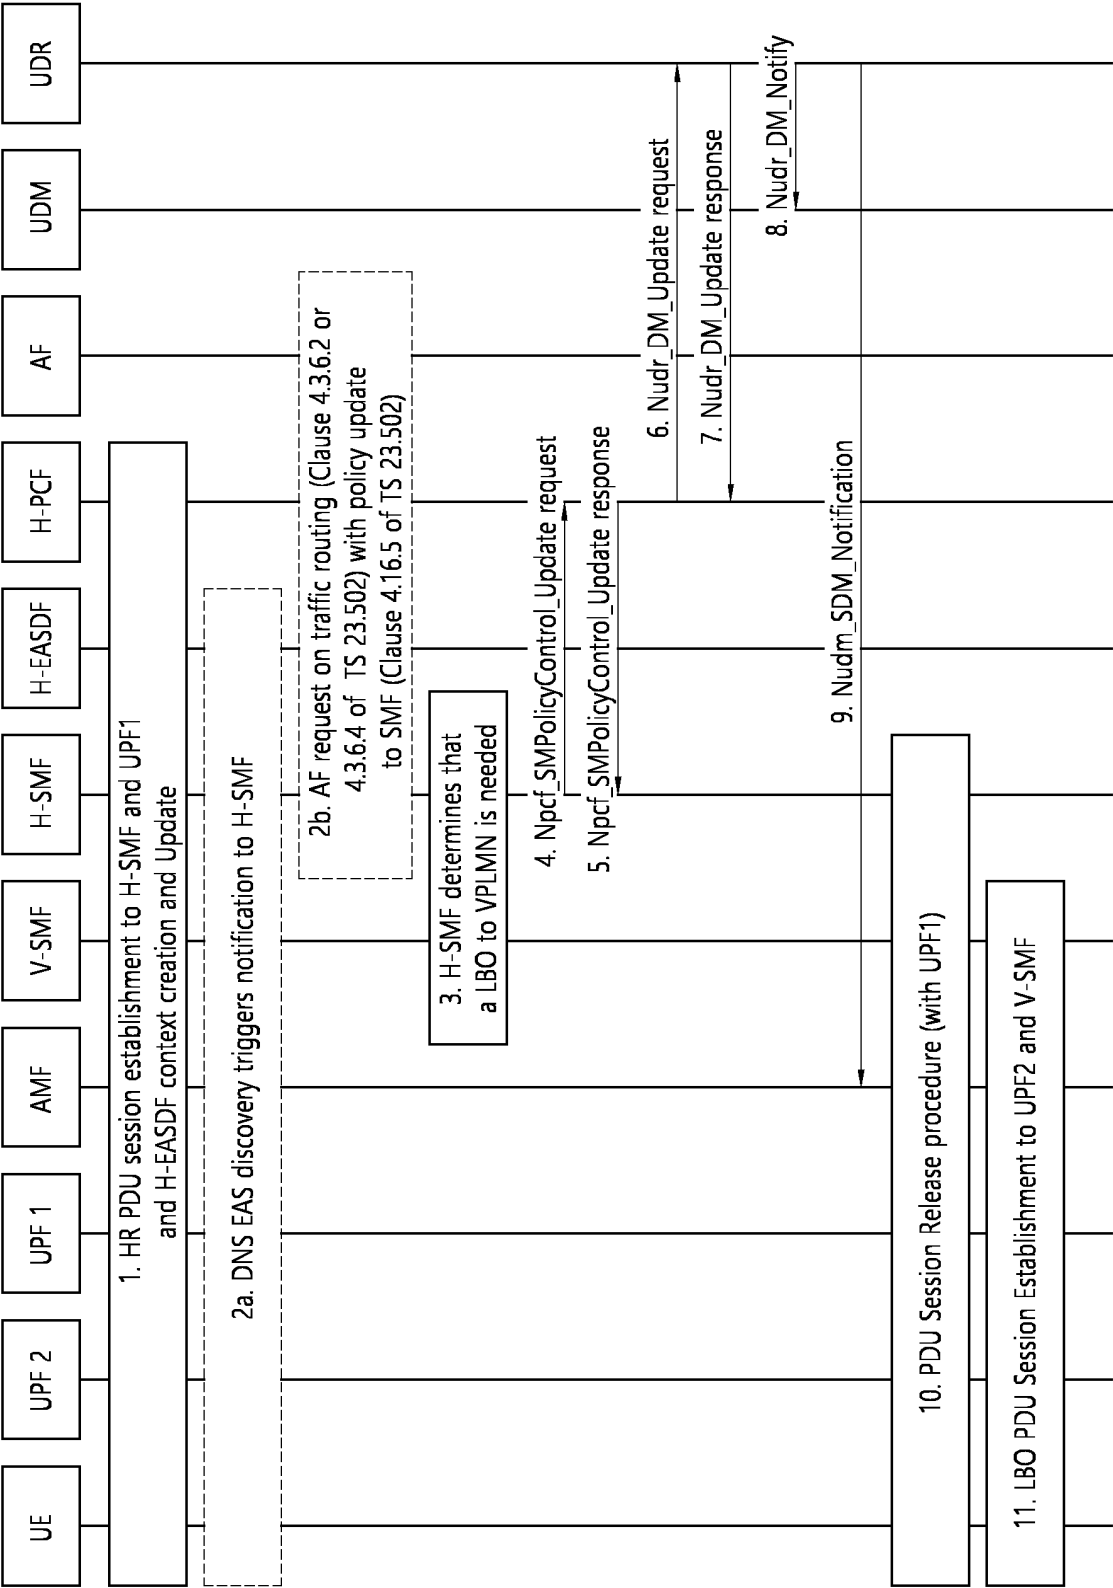 UE
UPF 2
UPF 1
AMF
V-SMF
H-SMF
H-EASDF
H-PCF
AF
UDM
UDR
1. HR PDU session establishment to H-SMF and UPF1
and H-EASDF context creation and Update
2a. DNS EAS discovery triggers notification to H-SMF
2b. AF request on traffic routing (Clause 4.3.6.2 or
4.3.6.4 of TS 23.502) with policy update
to SMF (Clause 4.16.5 of TS 23.502)
3. H-SMF determines that
a LBO to VPLMN is needed
4. Npcf_SMPolicyControl_Update request
5. Npcf_SMPolicyControl_Update response
6. Nudr_DM_Update request
7. Nudr_DM_Update response
8. Nudr_DM_Notify
9. Nudm_SDM_Notification
10. PDU Session Release procedure (with UPF1)
11. LBO PDU Session Establishment to UPF2 and V-SMF